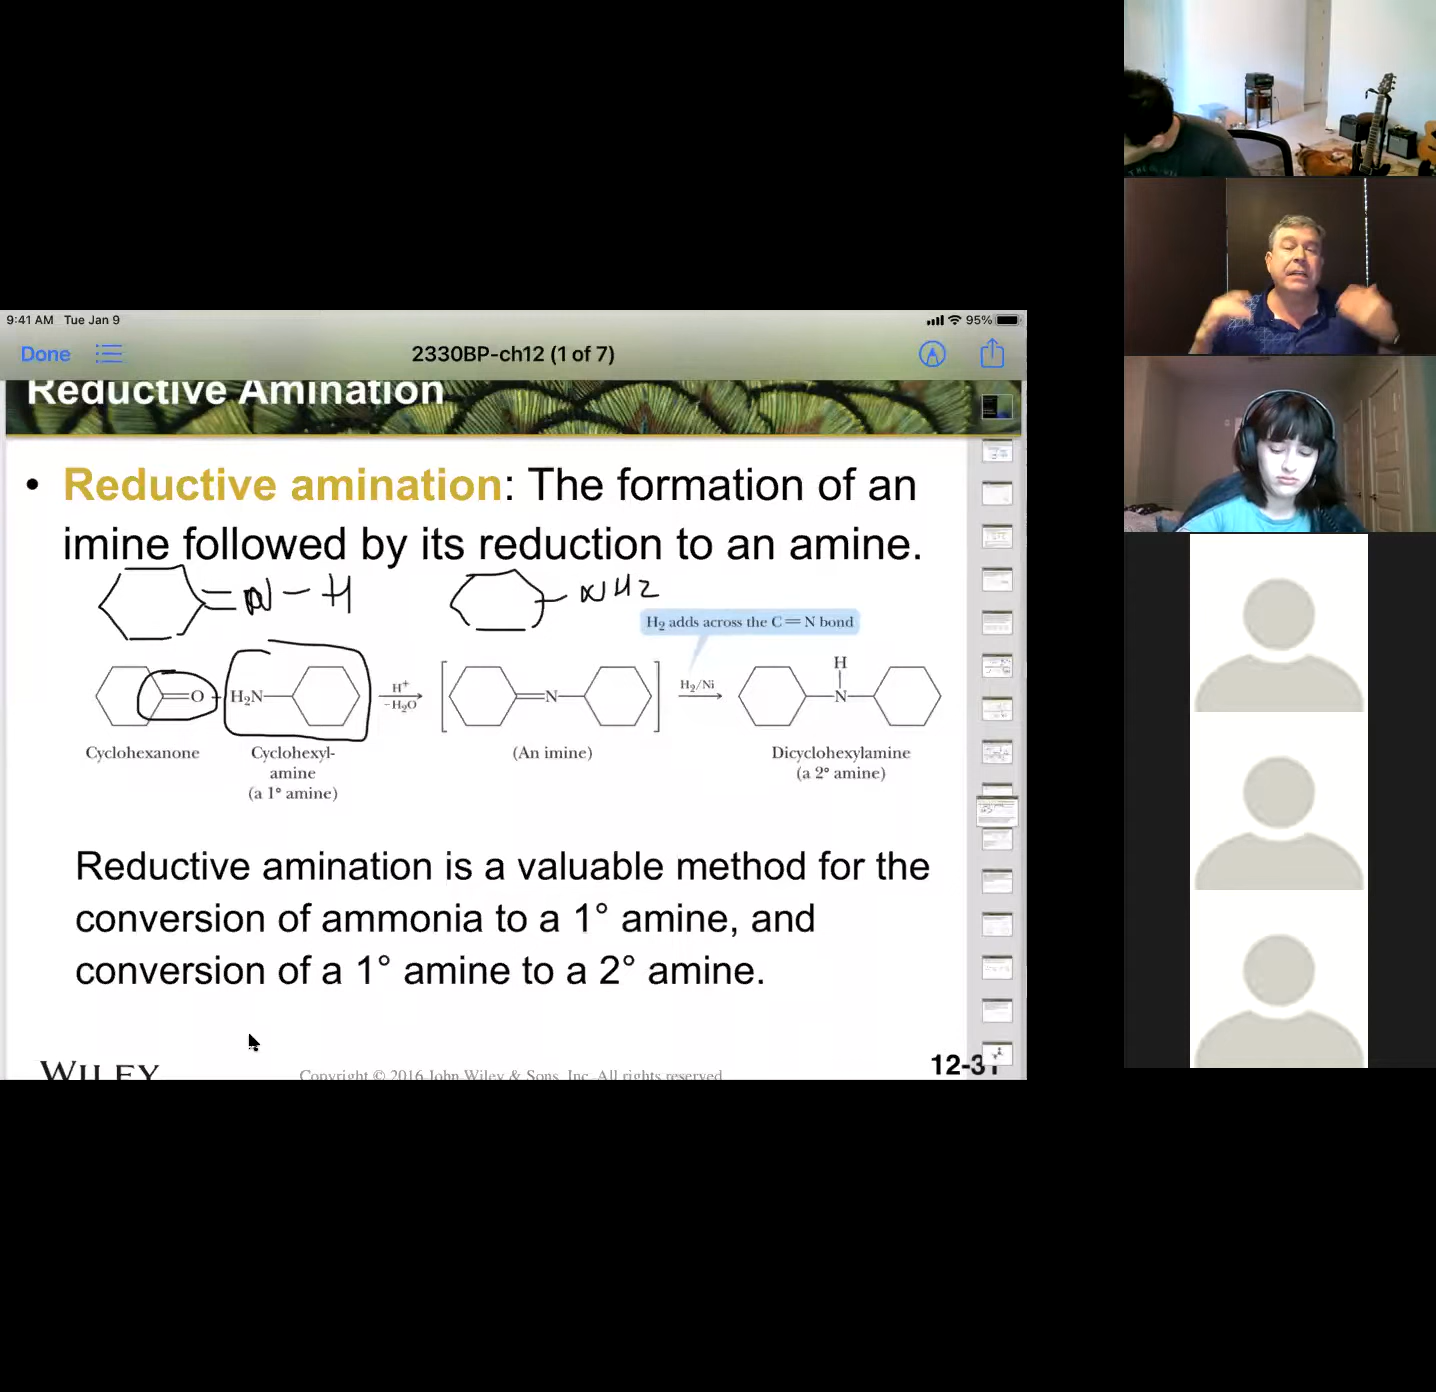 9:41 AM Tue Jan 9
95%
Done
2330BP-ch12 (1 of 7)
Reductive Amination
• Reductive amination: The formation of an
imine followed by its reduction to an amine.
=N-H
-NH2
H2 adds across the C=N bond
=O + H2N
H+
-H2O
=N
H2/Ni
H
N
Cyclohexanone
Cyclohexyl-
amine
(a 1° amine)
(An imine)
Dicyclohexylamine
(a 2° amine)
Reductive amination is a valuable method for the
conversion of ammonia to a 1° amine, and
conversion of a 1° amine to a 2° amine.
WILEY
Copyright © 2016 John Wiley & Sons, Inc. All rights reserved
12-31